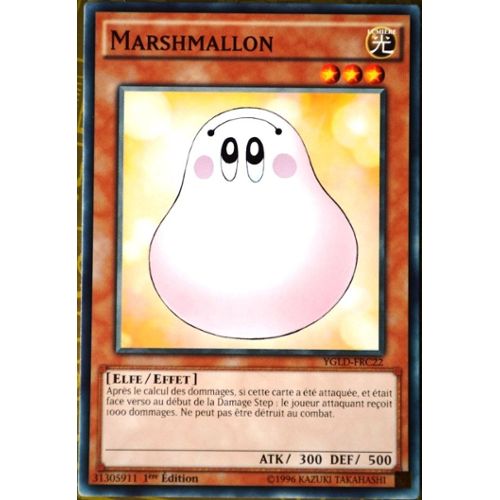 MARSHMALLON
LUMIÈRE
光
YGLD-FRC22
[ELFE/EFFET]
Après le calcul des dommages, si cette carte a été attaquée, et était
face verso au début de la Damage Step : le joueur attaquant reçoit
1000 dommages. Ne peut pas être détruit au combat.
ATK/ 300 DEF/ 500
31305911 1ère Édition ©1996 KAZUKI TAKAHASHI